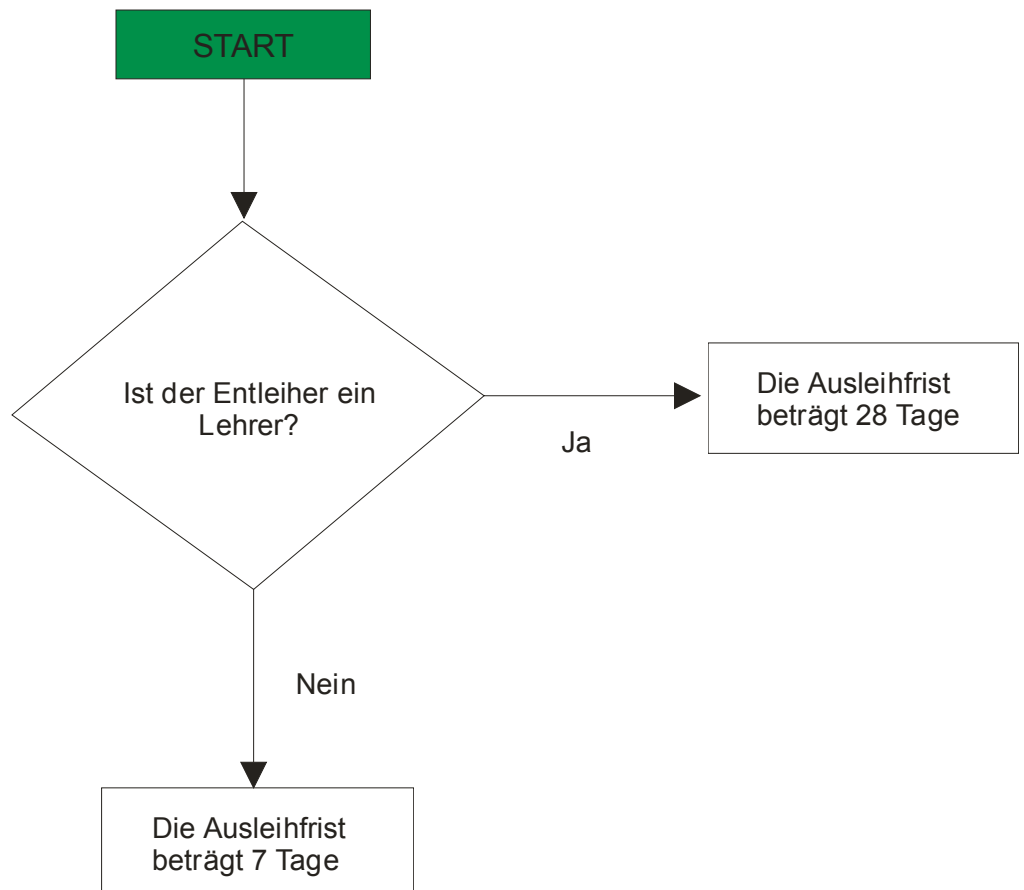 START
Ist der Entleiher ein
Lehrer?
Ja
Die Ausleihfrist
beträgt 28 Tage
Nein
Die Ausleihfrist
beträgt 7 Tage